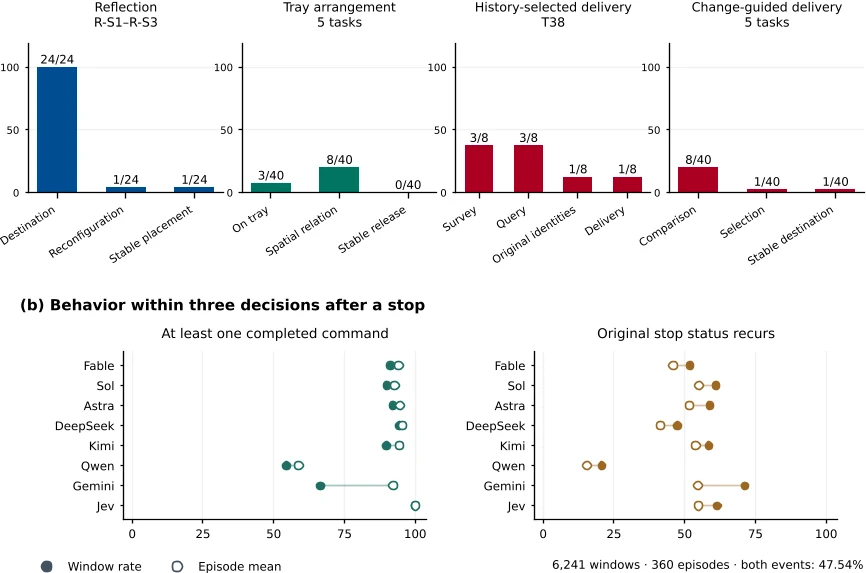 Reflection
R-S1–R-S3
100
50
0
24/24
1/24
1/24
Destination
Reconfiguration
Stable placement
Tray arrangement
5 tasks
100
50
0
3/40
8/40
0/40
On tray
Spatial relation
Stable release
History-selected delivery
T38
100
50
0
3/8
3/8
1/8
1/8
Survey
Query
Original identities
Delivery
Change-guided delivery
5 tasks
100
50
0
8/40
1/40
1/40
Comparison
Selection
Stable destination
(b) Behavior within three decisions after a stop
At least one completed command
Fable
Sol
Astra
DeepSeek
Kimi
Qwen
Gemini
Jev
0 25 50 75 100
Original stop status recurs
Fable
Sol
Astra
DeepSeek
Kimi
Qwen
Gemini
Jev
0 25 50 75 100
Window rate Episode mean
6,241 windows · 360 episodes · both events: 47.54%